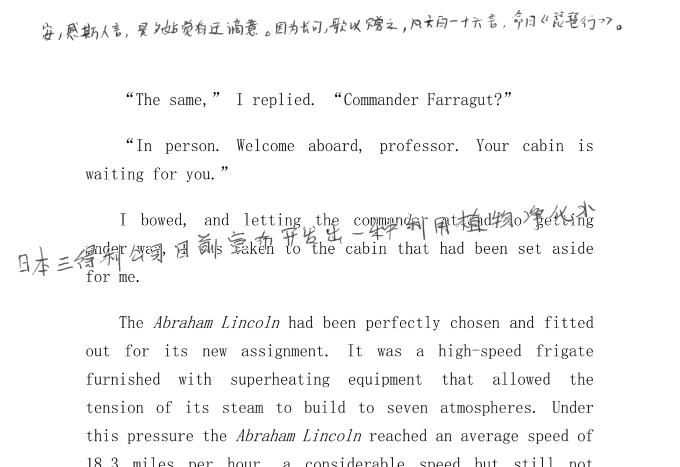 安,感斯人言,是夕始觉有迁谪意。因为长句,歌以赠之,凡六百一十六言,命曰《琵琶行》。
“The same,” I replied. “Commander Farragut?”
“In person. Welcome aboard, professor. Your cabin is
waiting for you.”
I bowed, and letting the commander attend to getting
under way, I was taken to the cabin that had been set aside
日本三得利公司日前宣布开发出一种利用植物净化水
for me.
The Abraham Lincoln had been perfectly chosen and fitted
out for its new assignment. It was a high-speed frigate
furnished with superheating equipment that allowed the
tension of its steam to build to seven atmospheres. Under
this pressure the Abraham Lincoln reached an average speed of
18.3 miles per hour, a considerable speed but still not